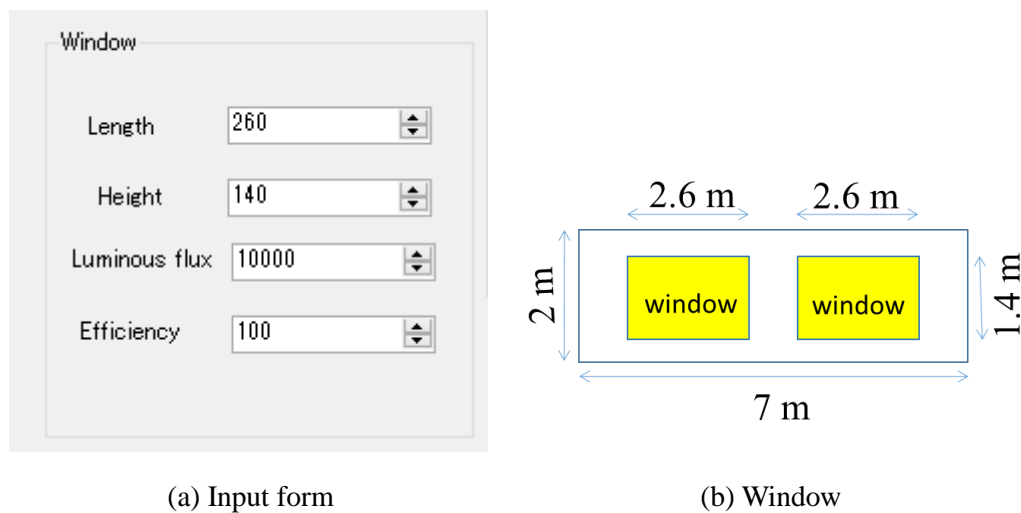 Window
Length 260
Height 140
Luminous flux 10000
Efficiency 100
2.6 m 2.6 m
2 m
window window
1.4 m
7 m
(a) Input form (b) Window